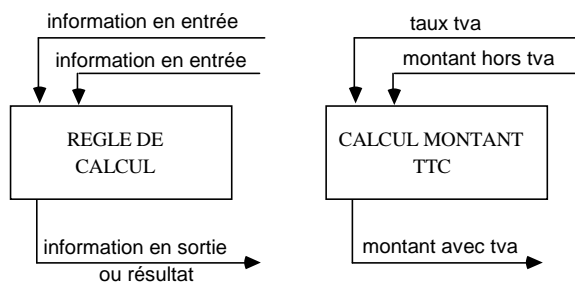 information en entrée
information en entrée
REGLE DE
CALCUL
information en sortie
ou résultat
taux tva
montant hors tva
CALCUL MONTANT
TTC
montant avec tva